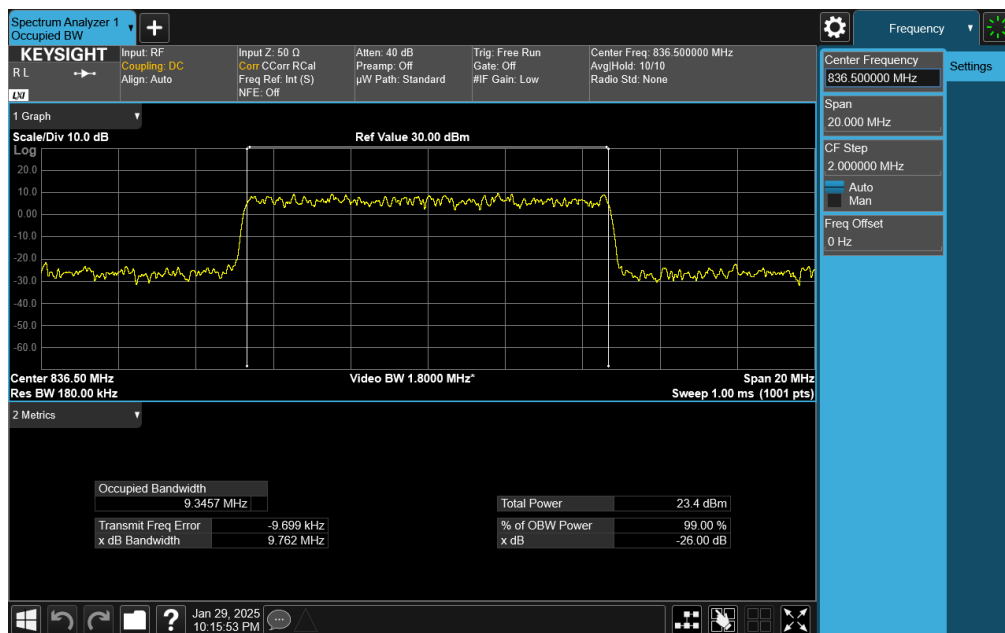 Spectrum Analyzer 1
Occupied BW
Frequency
KEYSIGHT
R L
LXI
Input: RF
Coupling: DC
Align: Auto
Input Z: 50 Ω
Corr CCorr RCal
Freq Ref: Int (S)
NFE: Off
Atten: 40 dB
Preamp: Off
µW Path: Standard
Trig: Free Run
Gate: Off
#IF Gain: Low
Center Freq: 836.500000 MHz
Avg|Hold: 10/10
Radio Std: None
Center Frequency
836.500000 MHz
Settings
Span
20.000 MHz
CF Step
2.000000 MHz
Auto
Man
Freq Offset
0 Hz
1 Graph
Scale/Div 10.0 dB
Ref Value 30.00 dBm
Log
20.0
10.0
0.00
-10.0
-20.0
-30.0
-40.0
-50.0
-60.0
Center 836.50 MHz
Video BW 1.8000 MHz*
Span 20 MHz
Res BW 180.00 kHz
Sweep 1.00 ms (1001 pts)
2 Metrics
Occupied Bandwidth
9.3457 MHz
Total Power 23.4 dBm
Transmit Freq Error -9.699 kHz
% of OBW Power 99.00 %
x dB Bandwidth 9.762 MHz
x dB -26.00 dB
Jan 29, 2025
10:15:53 PM